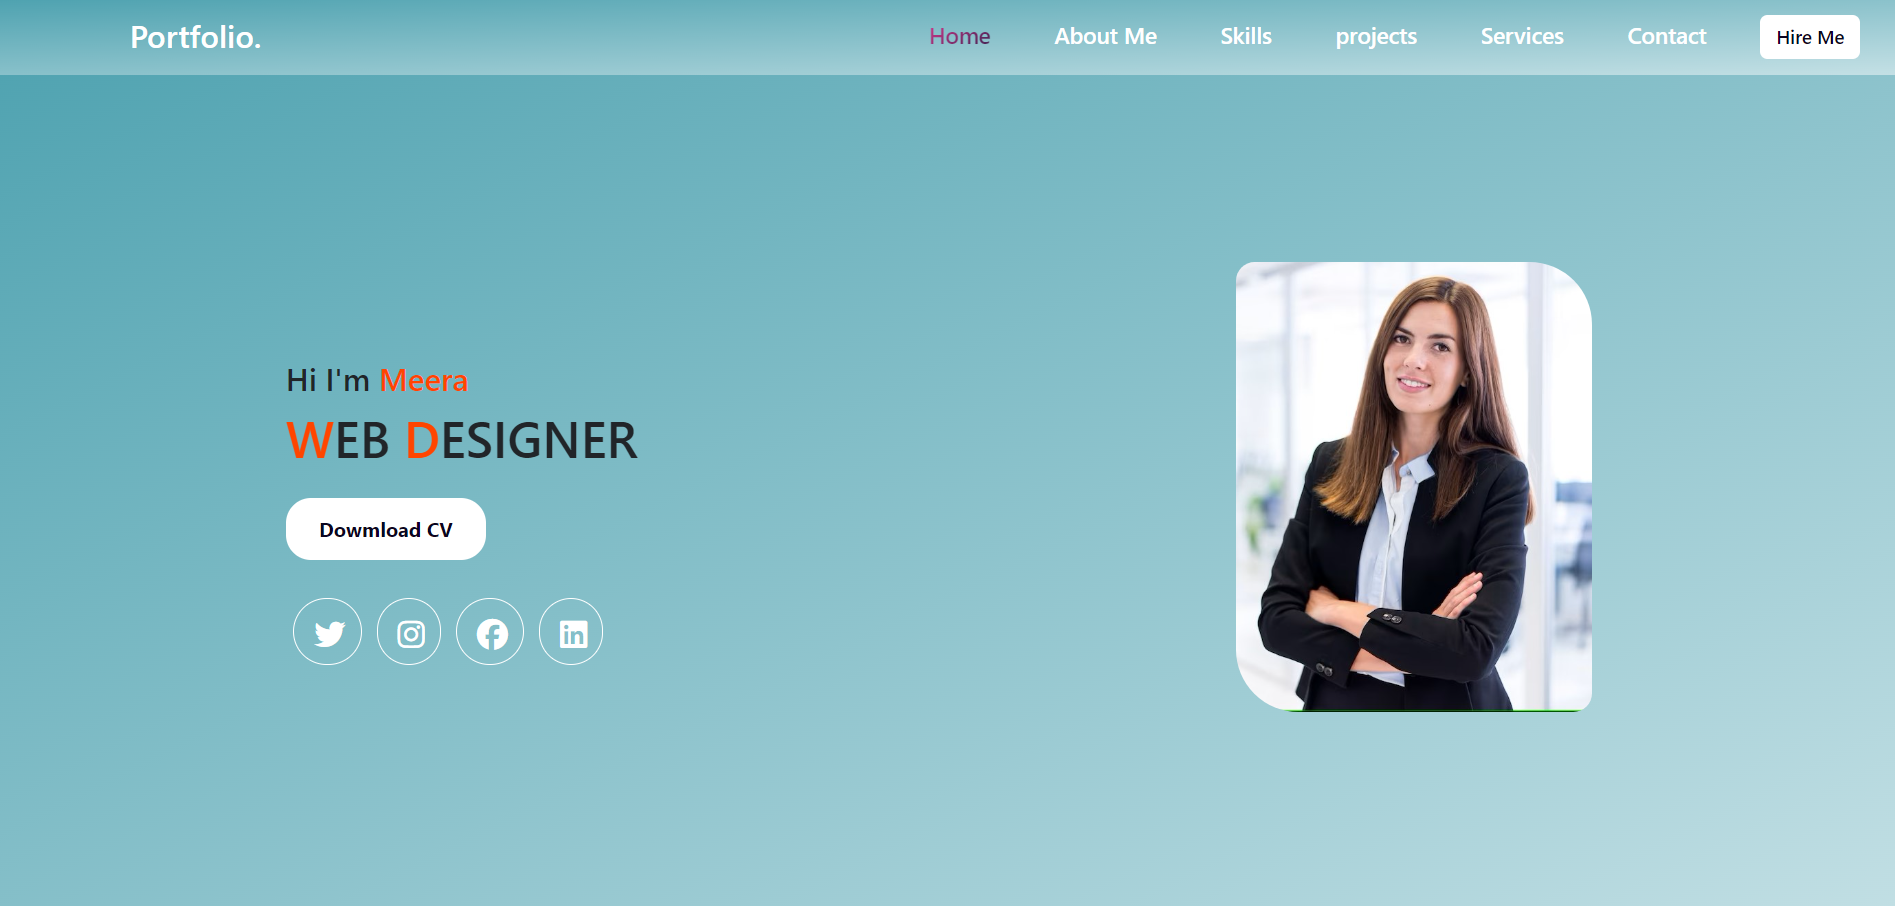 Portfolio.
Home About Me Skills projects Services Contact Hire Me
Hi I'm Meera
WEB DESIGNER
Dowmload CV